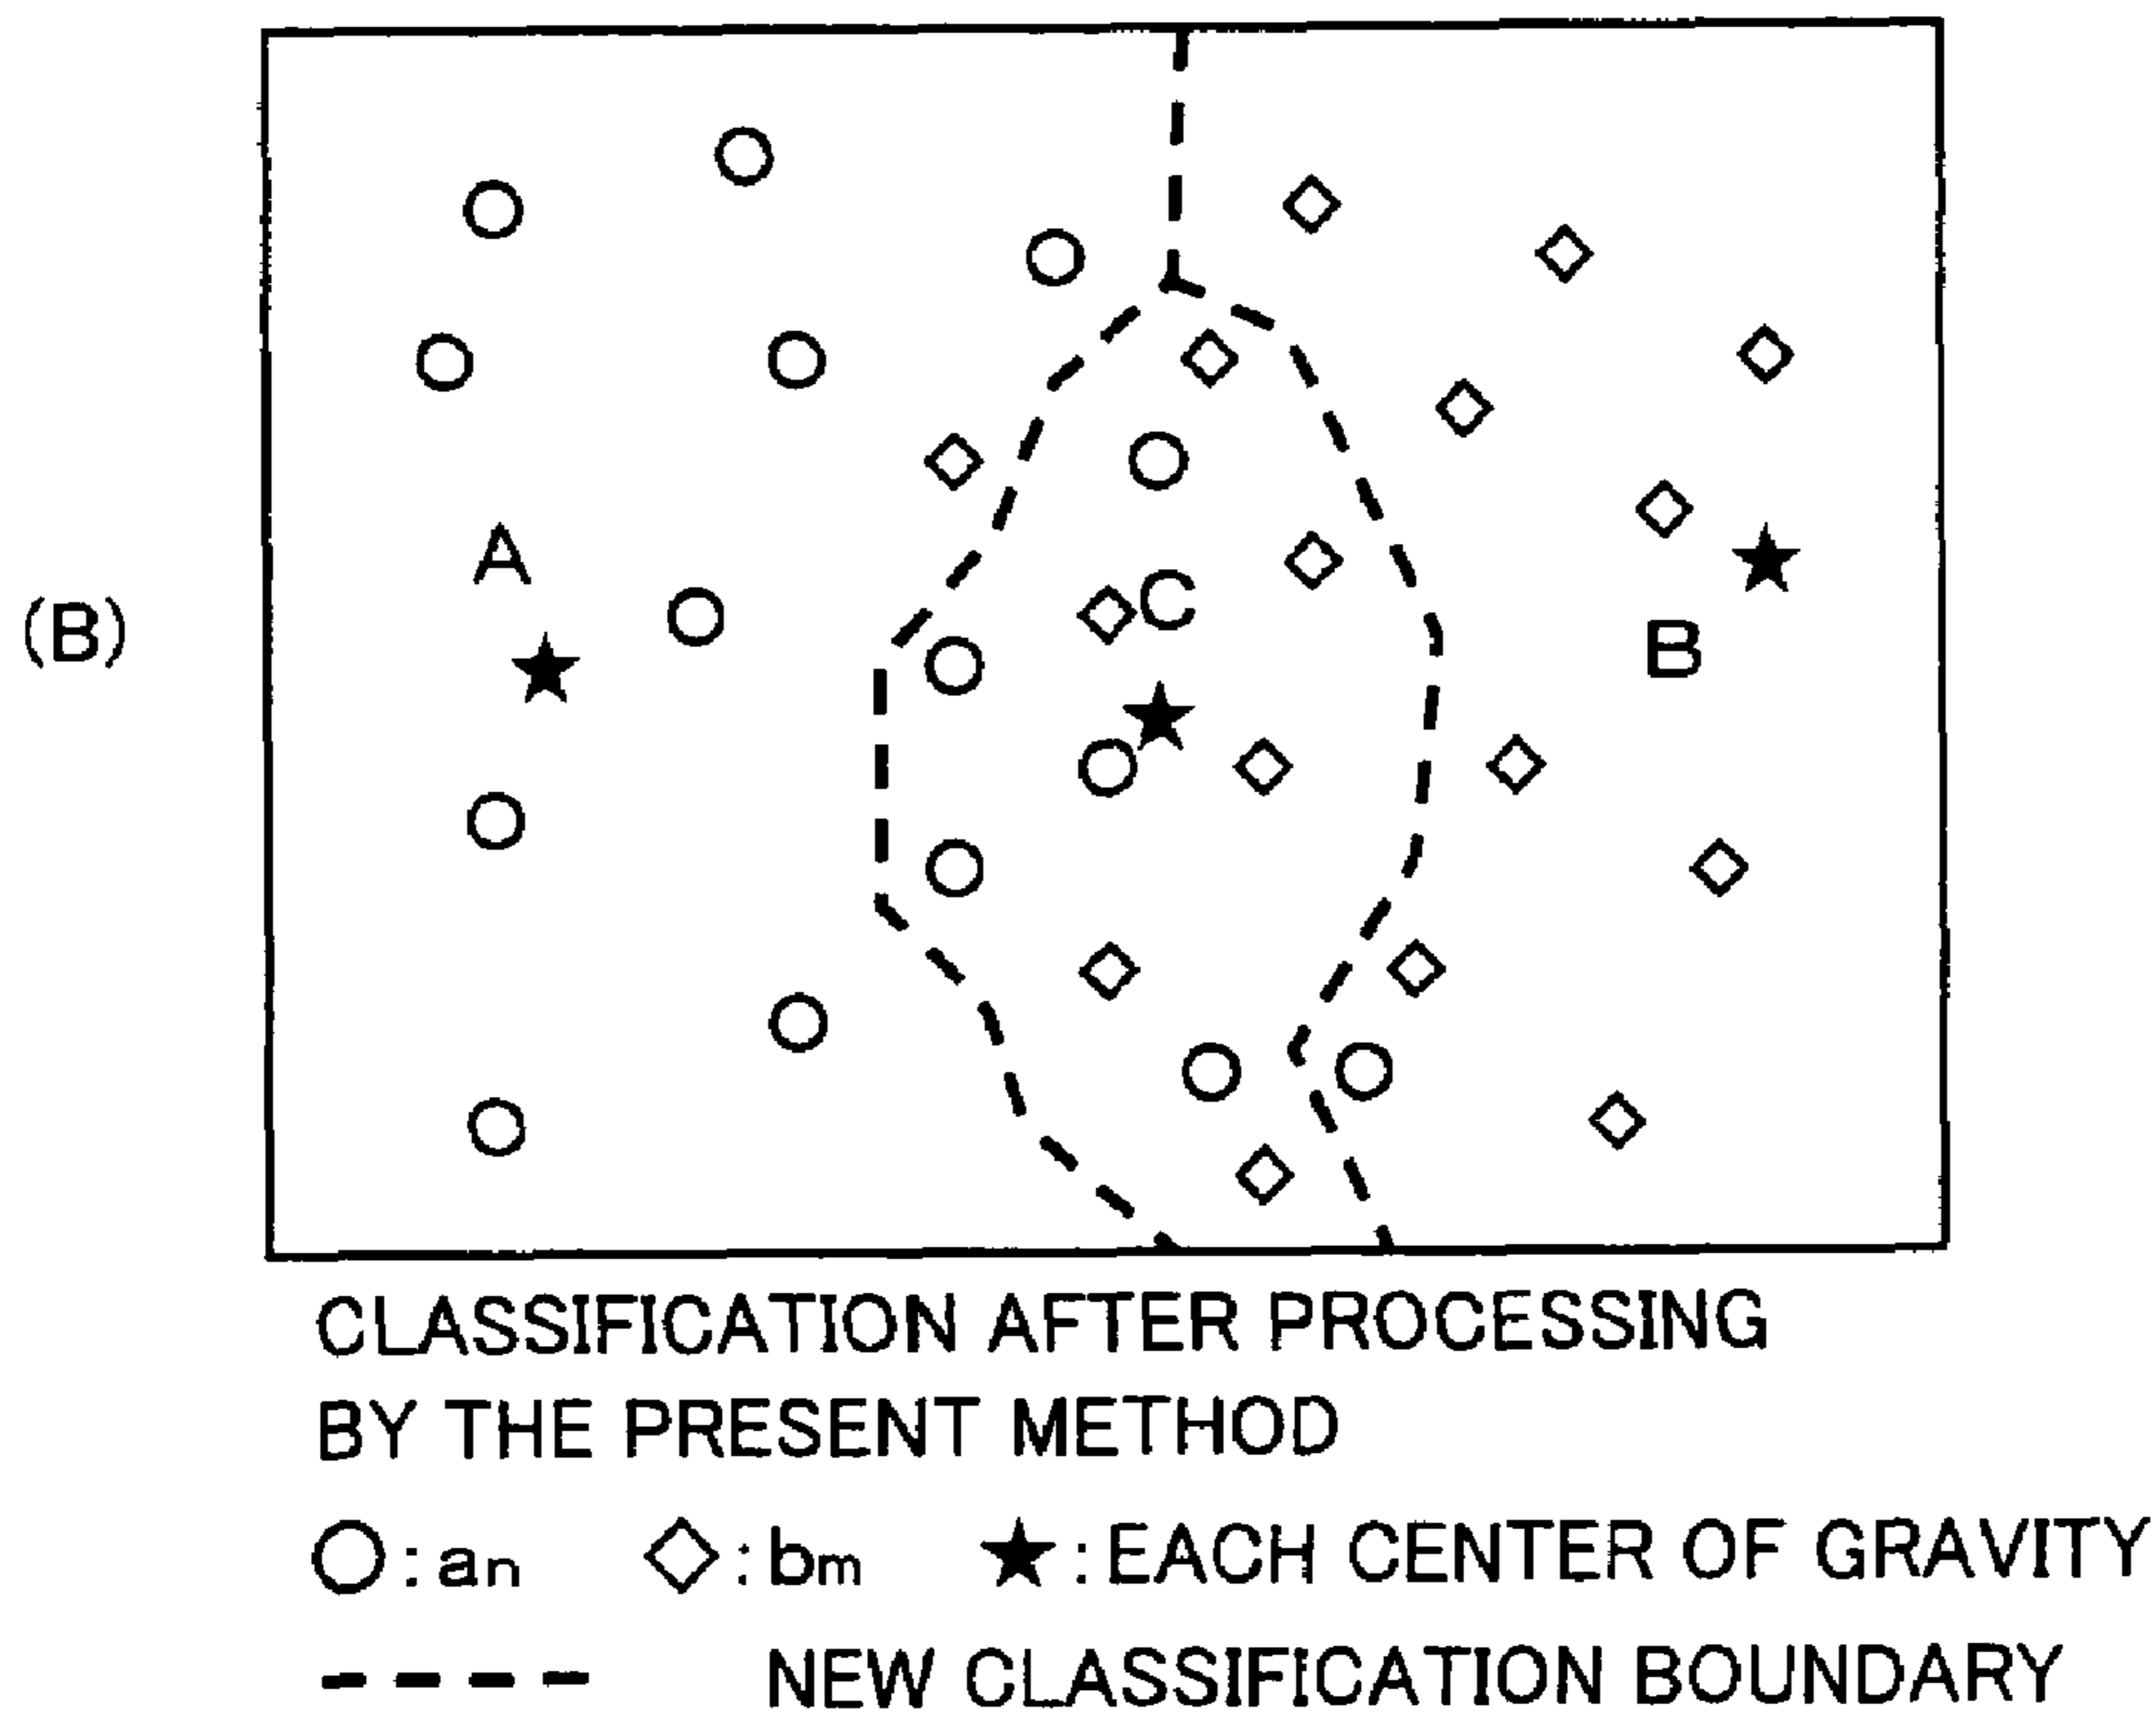 A
C
(B)
B
CLASSIFICATION AFTER PROCESSING
BY THE PRESENT METHOD
○:an ◇:bm ★:EACH CENTER OF GRAVITY
NEW CLASSIFICATION BOUNDARY